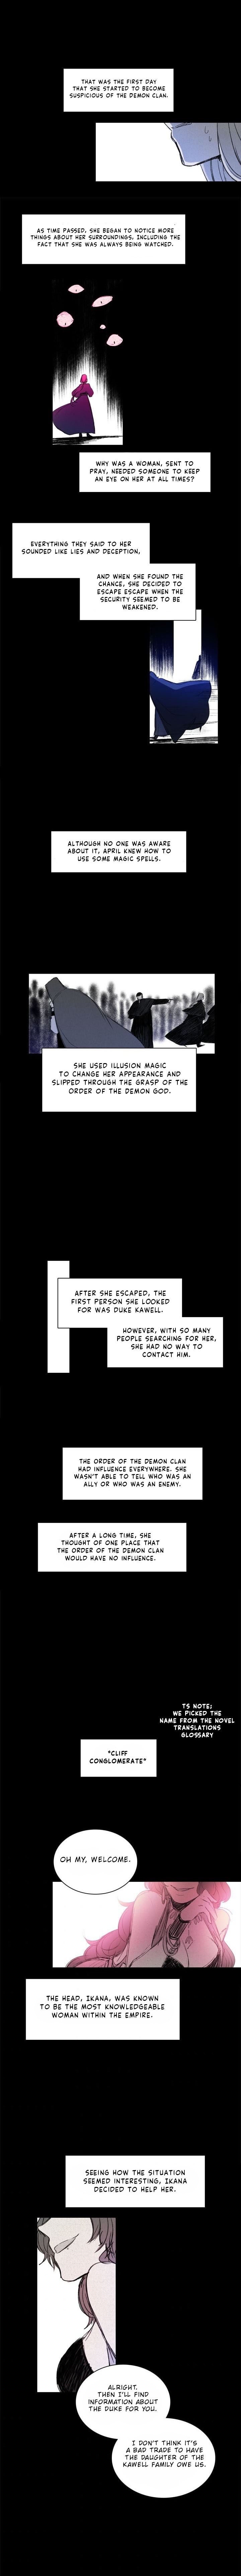 THAT WAS THE FIRST DAY
THAT SHE STARTED TO BECOME
SUSPICIOUS OF THE DEMON CLAN.
AS TIME PASSED, SHE BEGAN TO NOTICE MORE
THINGS ABOUT HER SURROUNDINGS, INCLUDING THE
FACT THAT SHE WAS ALWAYS BEING WATCHED.
WHY WAS A WOMAN, SENT TO
PRAY, NEEDED SOMEONE TO KEEP
AN EYE ON HER AT ALL TIMES?
EVERYTHING THEY SAID TO HER
SOUNDED LIKE LIES AND DECEPTION,
AND WHEN SHE FOUND THE
CHANCE, SHE DECIDED TO
ESCAPE ESCAPE WHEN THE
SECURITY SEEMED TO BE
WEAKENED.
ALTHOUGH NO ONE WAS AWARE
ABOUT IT, APRIL KNEW HOW TO
USE SOME MAGIC SPELLS.
SHE USED ILLUSION MAGIC
TO CHANGE HER APPEARANCE AND
SLIPPED THROUGH THE GRASP OF THE
ORDER OF THE DEMON GOD.
AFTER SHE ESCAPED, THE
FIRST PERSON SHE LOOKED
FOR WAS DUKE KAWELL.
HOWEVER, WITH SO MANY
PEOPLE SEARCHING FOR HER,
SHE HAD NO WAY TO
CONTACT HIM.
THE ORDER OF THE DEMON CLAN
HAD INFLUENCE EVERYWHERE. SHE
WASN'T ABLE TO TELL WHO WAS AN
ALLY OR WHO WAS AN ENEMY.
AFTER A LONG TIME, SHE
THOUGHT OF ONE PLACE THAT
THE ORDER OF THE DEMON CLAN
WOULD HAVE NO INFLUENCE.
TS NOTE;
WE PICKED THE
NAME FROM THE NOVEL
TRANSLATIONS
GLOSSARY
"CLIFF
CONGLOMERATE"
OH MY, WELCOME.
THE HEAD, IKANA, WAS KNOWN
TO BE THE MOST KNOWLEDGEABLE
WOMAN WITHIN THE EMPIRE.
SEEING HOW THE SITUATION
SEEMED INTERESTING, IKANA
DECIDED TO HELP HER.
ALRIGHT.
THEN I'LL FIND
INFORMATION ABOUT
THE DUKE FOR YOU.
I DON'T THINK IT'S
A BAD TRADE TO HAVE
THE DAUGHTER OF THE
KAWELL FAMILY OWE US.